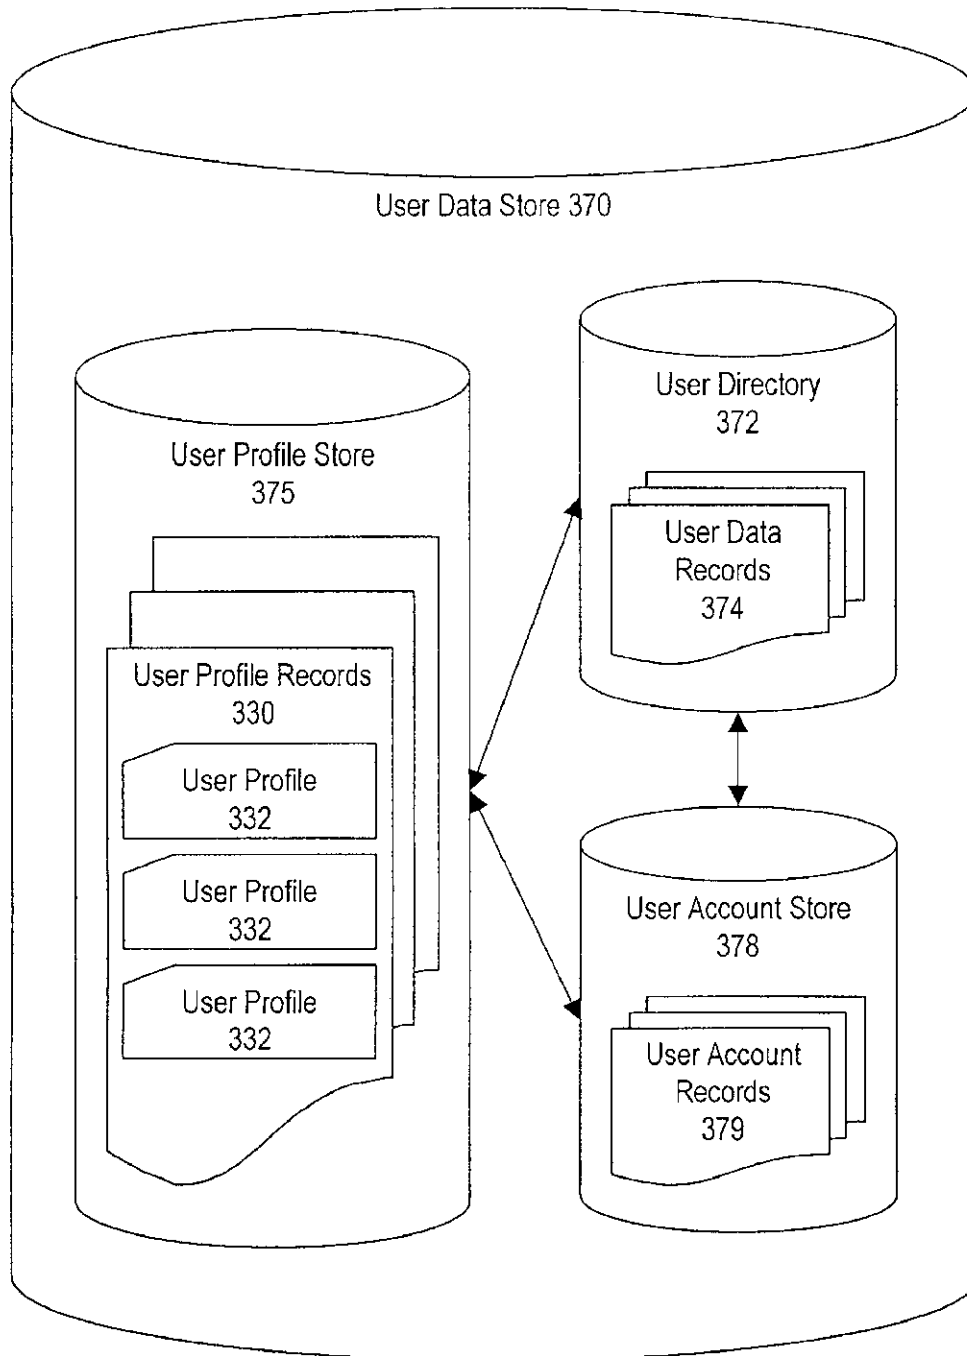 User Data Store 370
User Profile Store
375
User Profile Records
330
User Profile
332
User Profile
332
User Profile
332
User Directory
372
User Data
Records
374
User Account Store
378
User Account
Records
379